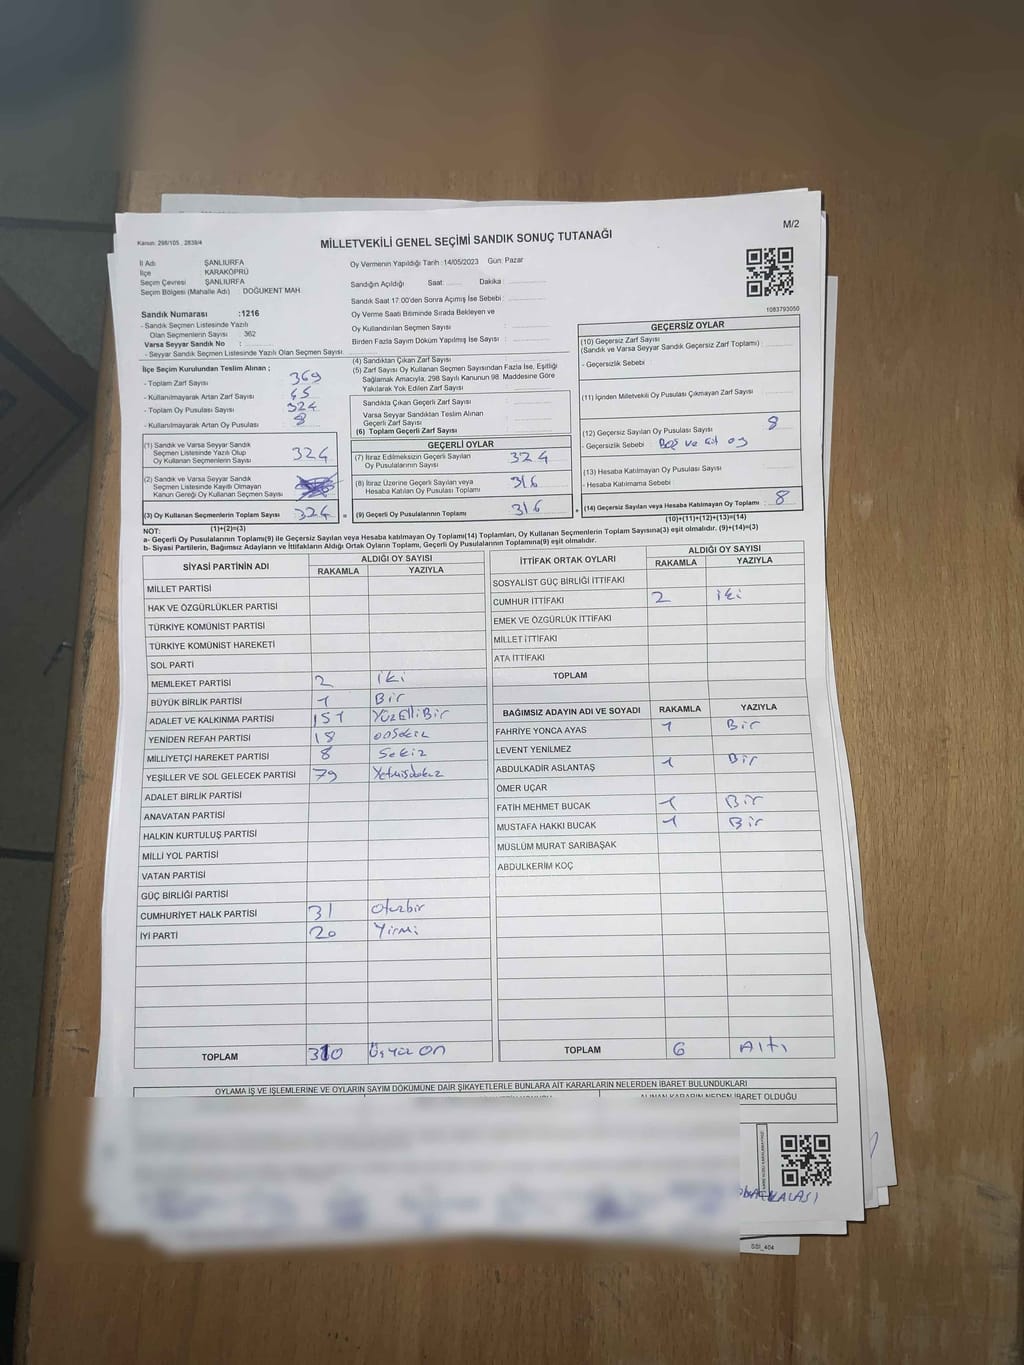 M/2
Kanun: 298/105 , 2839/4
MİLLETVEKİLİ GENEL SEÇİMİ SANDIK SONUÇ TUTANAĞI
İl Adı ŞANLIURFA
İlçe KARAKÖPRÜ
Seçim Çevresi ŞANLIURFA
Seçim Bölgesi (Mahalle Adı) : DOĞUKENT MAH.
Sandık Numarası :1216
- Sandık Seçmen Listesinde Yazılı
Olan Seçmenlerin Sayısı 362
Varsa Seyyar Sandık No :
- Seyyar Sandık Seçmen Listesinde Yazılı Olan Seçmen Sayısı:
İlçe Seçim Kurulundan Teslim Alınan ;
- Toplam Zarf Sayısı 369
- Kullanılmayarak Artan Zarf Sayısı 45
- Toplam Oy Pusulası Sayısı 324
- Kullanılmayarak Artan Oy Pusulası 8
(1) Sandık ve Varsa Seyyar Sandık
Seçmen Listesinde Yazılı Olup
Oy Kullanan Seçmenlerin Sayısı 324
(2) Sandık ve Varsa Seyyar Sandık
Seçmen Listesinde Kayıtlı Olmayan
Kanun Gereği Oy Kullanan Seçmen Sayısı
(3) Oy Kullanan Seçmenlerin Toplam Sayısı 324
Oy Vermenin Yapıldığı Tarih :14/05/2023 Gün: Pazar
Sandığın Açıldığı Saat: Dakika :
Sandık Saat 17:00'den Sonra Açımış İse Sebebi :
Oy Verme Saati Bitiminde Sırada Bekleyen ve
Oy Kullandırılan Seçmen Sayısı :
Birden Fazla Sayım Döküm Yapılmış İse Sayısı :
(4) Sandıktan Çıkan Zarf Sayısı
(5) Zarf Sayısı Oy Kullanan Seçmen Sayısından Fazla İse, Eşitliği
Sağlamak Amacıyla, 298 Sayılı Kanunun 98. Maddesine Göre
Yakılarak Yok Edilen Zarf Sayısı
Sandıkta Çıkan Geçerli Zarf Sayısı :
Varsa Seyyar Sandıktan Teslim Alınan
Geçerli Zarf Sayısı :
(6) Toplam Geçerli Zarf Sayısı :
GEÇERLİ OYLAR
(7) İtiraz Edilmeksizin Geçerli Sayılan
Oy Pusulalarının Sayısı 324
(8) İtiraz Üzerine Geçerli Sayılan veya
Hesaba Katılan Oy Pusulası Toplamı 316
= (9) Geçerli Oy Pusulalarının Toplamı 316
1083793050
GEÇERSİZ OYLAR
(10) Geçersiz Zarf Sayısı
(Sandık ve Varsa Seyyar Sandık Geçersiz Zarf Toplamı) :
- Geçersizlik Sebebi :
(11) İçinden Milletvekili Oy Pusulası Çıkmayan Zarf Sayısı
(12) Geçersiz Sayılan Oy Pusulası Sayısı 8
- Geçersizlik Sebebi : Boş ve
(13) Hesaba Katılmayan Oy Pusulası Sayısı
- Hesaba Katılmama Sebebi :
+ (14) Geçersiz Sayılan veya Hesaba Katılmayan Oy Toplamı : 8
(1)+(2)=(3)
(10)+(11)+(12)+(13)=(14)
NOT:
a- Geçerli Oy Pusulalarının Toplamı(9) ile Geçersiz Sayılan veya Hesaba katılmayan Oy Toplamı(14) Toplamları, Oy Kullanan Seçmenlerin Toplam Sayısına(3) eşit olmalıdır. (9)+(14)=(3)
b- Siyasi Partilerin, Bağımsız Adayların ve İttifakların Aldığı Ortak Oyların Toplamı, Geçerli Oy Pusulalarının Toplamına(9) eşit olmalıdır.
SİYASİ PARTİNİN ADI ALDIĞI OY SAYISI
RAKAMLA YAZIYLA
MİLLET PARTİSİ
HAK VE ÖZGÜRLÜKLER PARTİSİ
TÜRKİYE KOMÜNİST PARTİSİ
TÜRKİYE KOMÜNİST HAREKETİ
SOL PARTİ
MEMLEKET PARTİSİ 2 iki
BÜYÜK BİRLİK PARTİSİ 1 Bir
ADALET VE KALKINMA PARTİSİ 151 YüzElliBir
YENİDEN REFAH PARTİSİ 18 onsekiz
MİLLİYETÇİ HAREKET PARTİSİ 8 Sekiz
YEŞİLLER VE SOL GELECEK PARTİSİ 79
ADALET BİRLİK PARTİSİ
ANAVATAN PARTİSİ
HALKIN KURTULUŞ PARTİSİ
MİLLİ YOL PARTİSİ
VATAN PARTİSİ
GÜÇ BİRLİĞİ PARTİSİ
CUMHURİYET HALK PARTİSİ 31 otuzbir
İYİ PARTİ 20 Yirmi
TOPLAM 310 Üçyüz on
İTTİFAK ORTAK OYLARI ALDIĞI OY SAYISI
RAKAMLA YAZIYLA
SOSYALİST GÜÇ BİRLİĞİ İTTİFAKI
CUMHUR İTTİFAKI 2 iki
EMEK VE ÖZGÜRLÜK İTTİFAKI
MİLLET İTTİFAKI
ATA İTTİFAKI
TOPLAM
BAĞIMSIZ ADAYIN ADI VE SOYADI RAKAMLA YAZIYLA
FAHRİYE YONCA AYAS 1 Bir
LEVENT YENİLMEZ
ABDULKADİR ASLANTAŞ 1 Bir
ÖMER UÇAR
FATİH MEHMET BUCAK 1 Bir
MUSTAFA HAKKI BUCAK 1 Bir
MÜSLÜM MURAT SARIBAŞAK
ABDULKERİM KOÇ
TOPLAM 6 Altı
OYLAMA İŞ VE İŞLEMLERİNE VE OYLARIN SAYIM DÖKÜMÜNE DAİR ŞİKAYETLERLE BUNLARA AİT KARARLARIN NELERDEN İBARET BULUNDUKLARI
ALINAN KARARIN NEDEN İBARET OLDUĞU
SSI_404